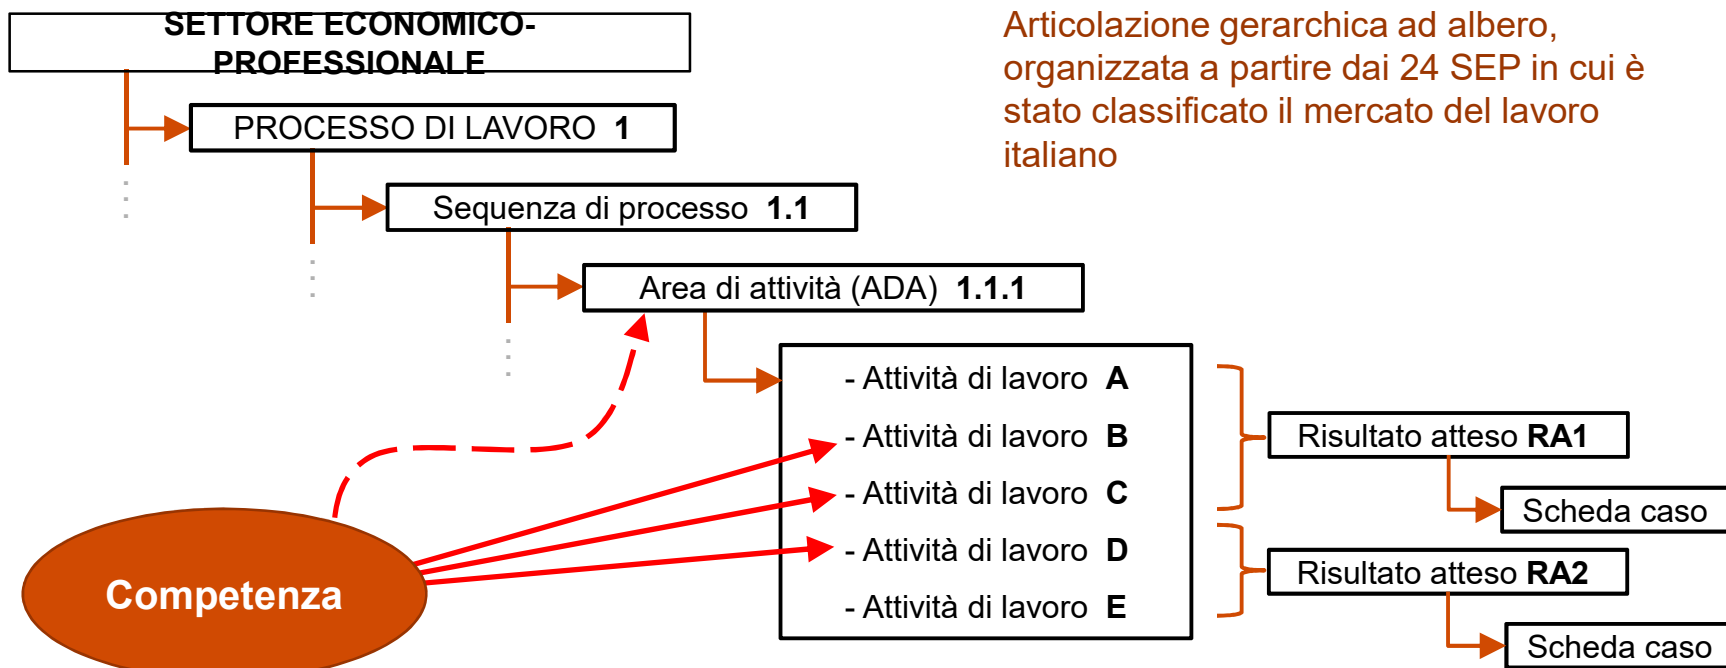 SETTORE ECONOMICO-
PROFESSIONALE
Articolazione gerarchica ad albero,
organizzata a partire dai 24 SEP in cui è
stato classificato il mercato del lavoro
italiano
PROCESSO DI LAVORO 1
Sequenza di processo 1.1
Area di attività (ADA) 1.1.1
- Attività di lavoro A
- Attività di lavoro B
- Attività di lavoro C
- Attività di lavoro D
- Attività di lavoro E
Risultato atteso RA1
Scheda caso
Risultato atteso RA2
Scheda caso
Competenza